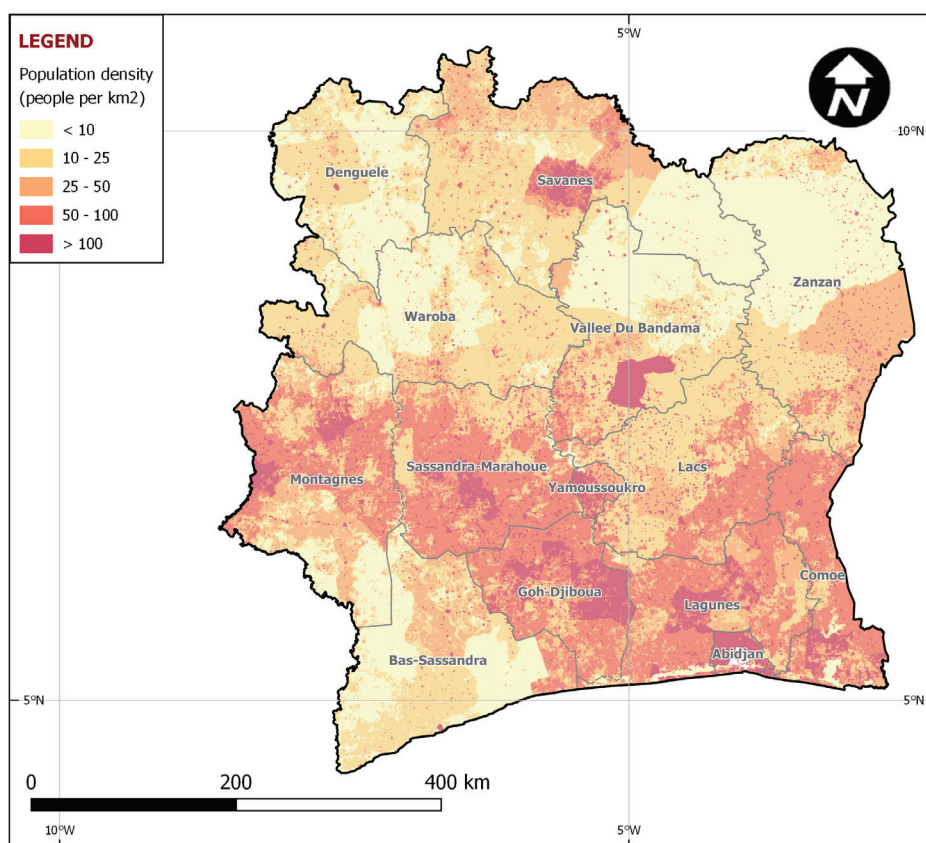 LEGEND
Population density
(people per km2)
< 10
10 - 25
25 - 50
50 - 100
> 100
5°W
N
10°N
10°N
Denguele
Savanes
Zanzan
Waroba
Vallee Du Bandama
Sassandra-Marahoue
Lacs
Montagnes
Yamoussoukro
Comoe
Goh-Djiboua
Lagunes
Abidjan
Bas-Sassandra
5°N
5°N
0 200 400 km
10°W
5°W